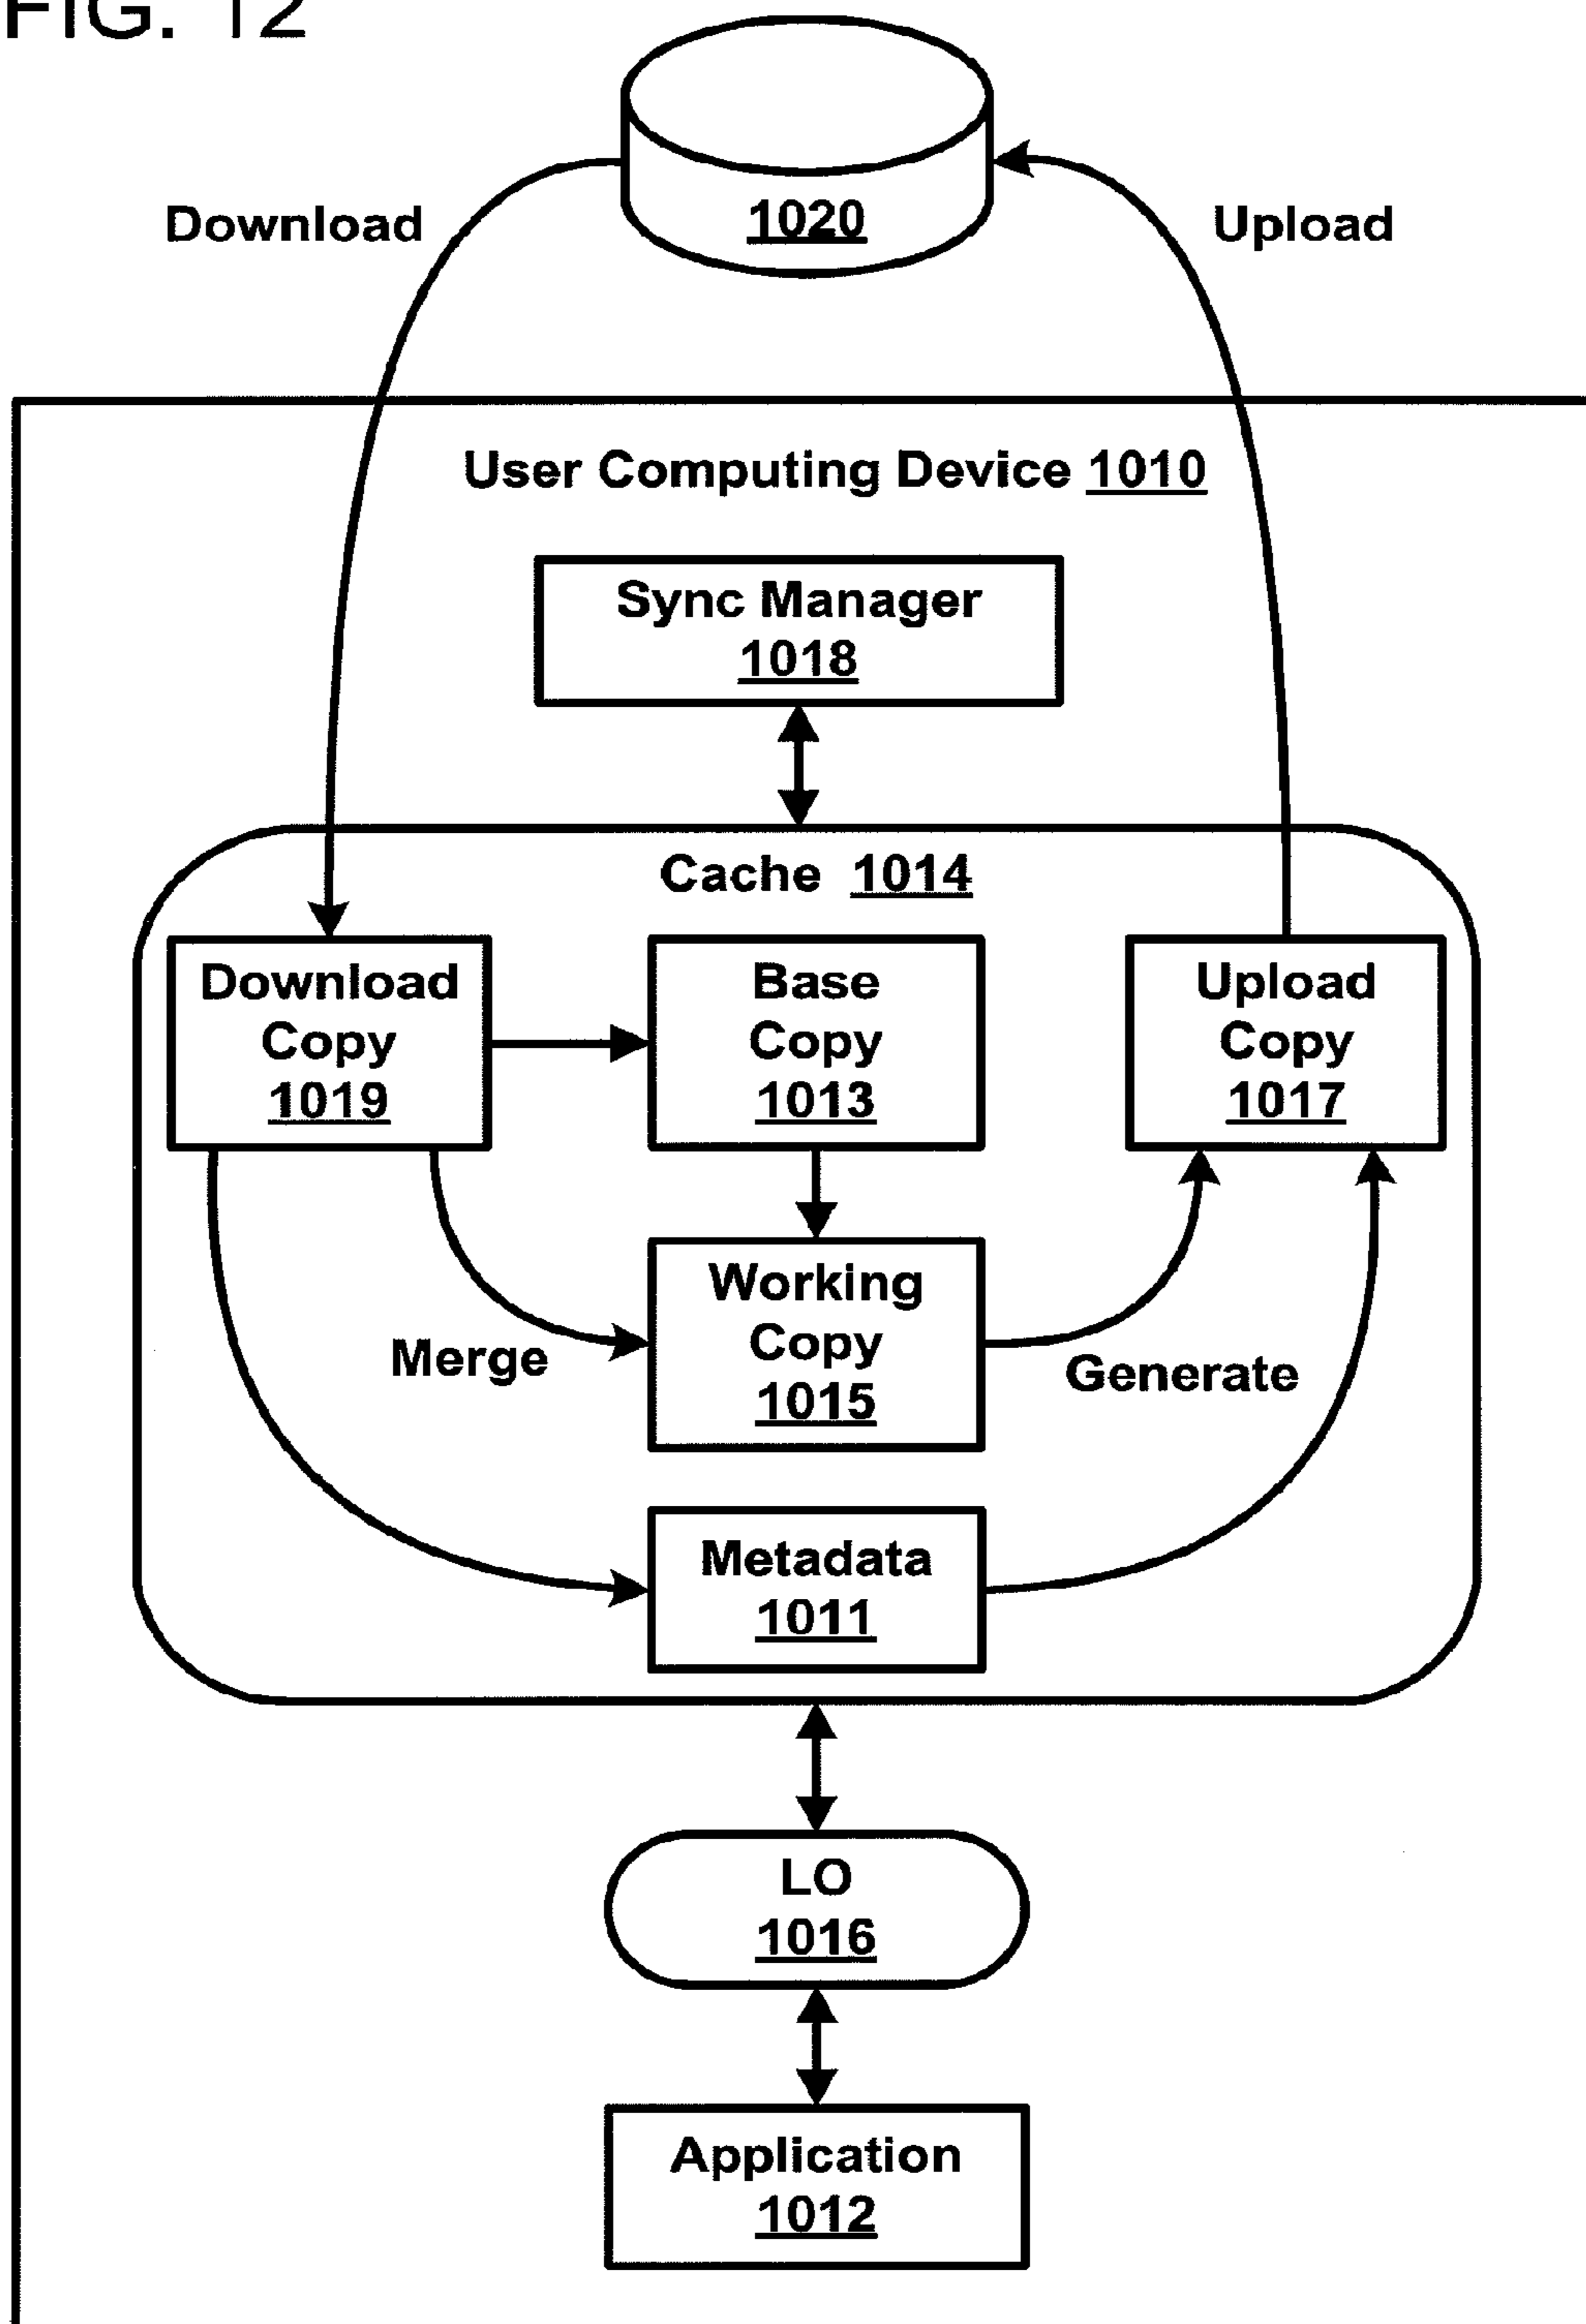 FIG. 12
1020
Download
Upload
User Computing Device 1010
Sync Manager
1018
Cache 1014
Download
Copy
1019
Base
Copy
1013
Upload
Copy
1017
Working
Copy
1015
Merge
Generate
Metadata
1011
LO
1016
Application
1012